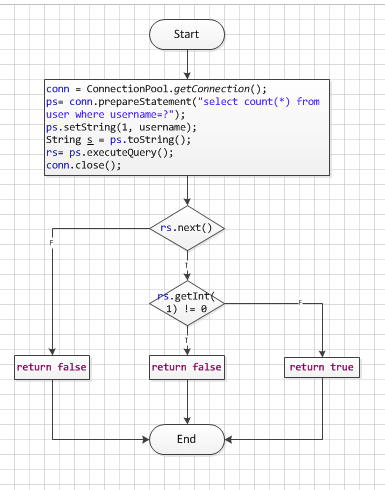 Start
conn = ConnectionPool.getConnection();
ps= conn.prepareStatement("select count(*) from
user where username=?");
ps.setString(1, username);
String s = ps.toString();
rs= ps.executeQuery();
conn.close();
rs.next()
F
T
rs.getInt(
1) != 0
F
T
return false
return false
return true
End